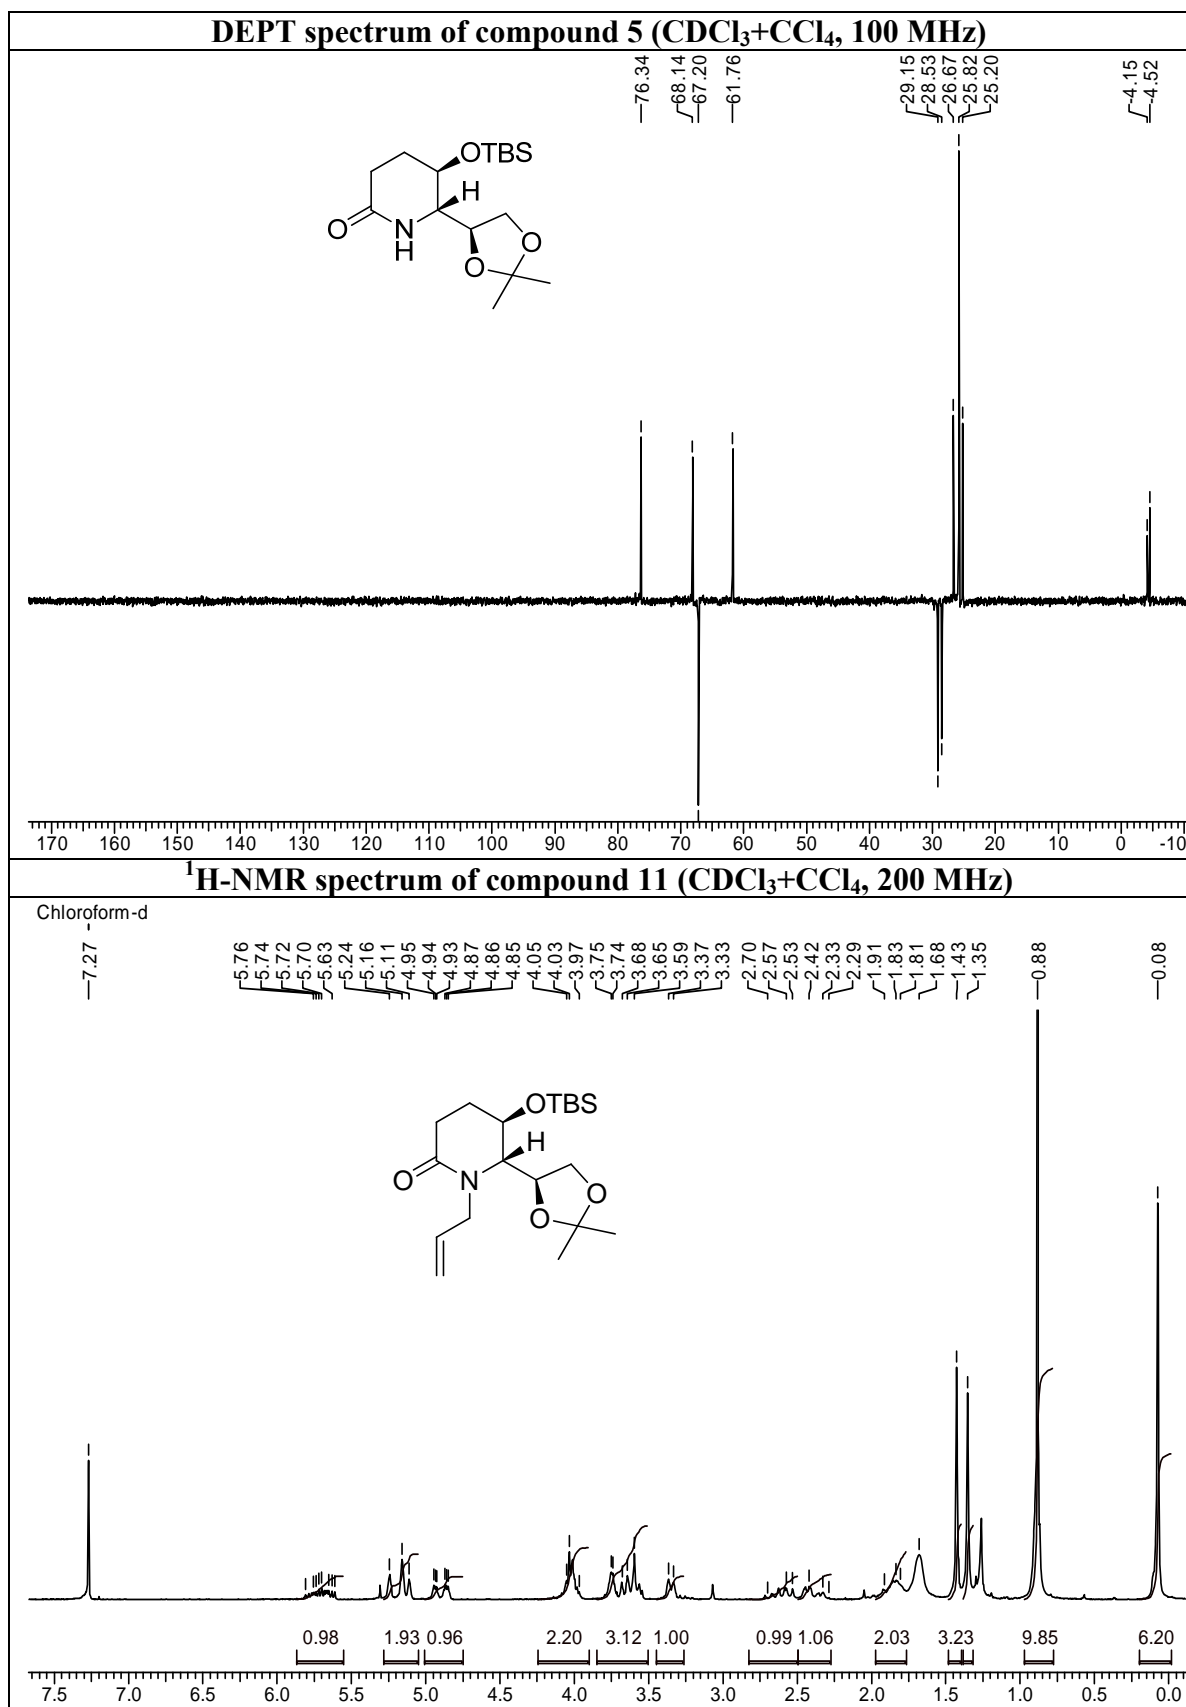 DEPT spectrum of compound 5 (CDCl₃+CCl₄, 100 MHz)
76.34
68.14
67.20
61.76
29.15
28.53
26.67
25.82
25.20
-4.15
-4.52
OTBS
H
O
N
H
O
O
170 160 150 140 130 120 110 100 90 80 70 60 50 40 30 20 10 0 -10
¹H-NMR spectrum of compound 11 (CDCl₃+CCl₄, 200 MHz)
Chloroform-d
7.27
5.76
5.74
5.72
5.70
5.63
5.24
5.16
5.11
4.95
4.94
4.93
4.87
4.86
4.85
4.05
4.03
3.97
3.75
3.74
3.68
3.65
3.59
3.37
3.33
2.70
2.57
2.53
2.42
2.33
2.29
1.91
1.83
1.81
1.68
1.43
1.35
0.88
0.08
OTBS
H
O
N
O
O
0.98 1.93 0.96 2.20 3.12 1.00 0.99 1.06 2.03 3.23 9.85 6.20
7.5 7.0 6.5 6.0 5.5 5.0 4.5 4.0 3.5 3.0 2.5 2.0 1.5 1.0 0.5 0.0